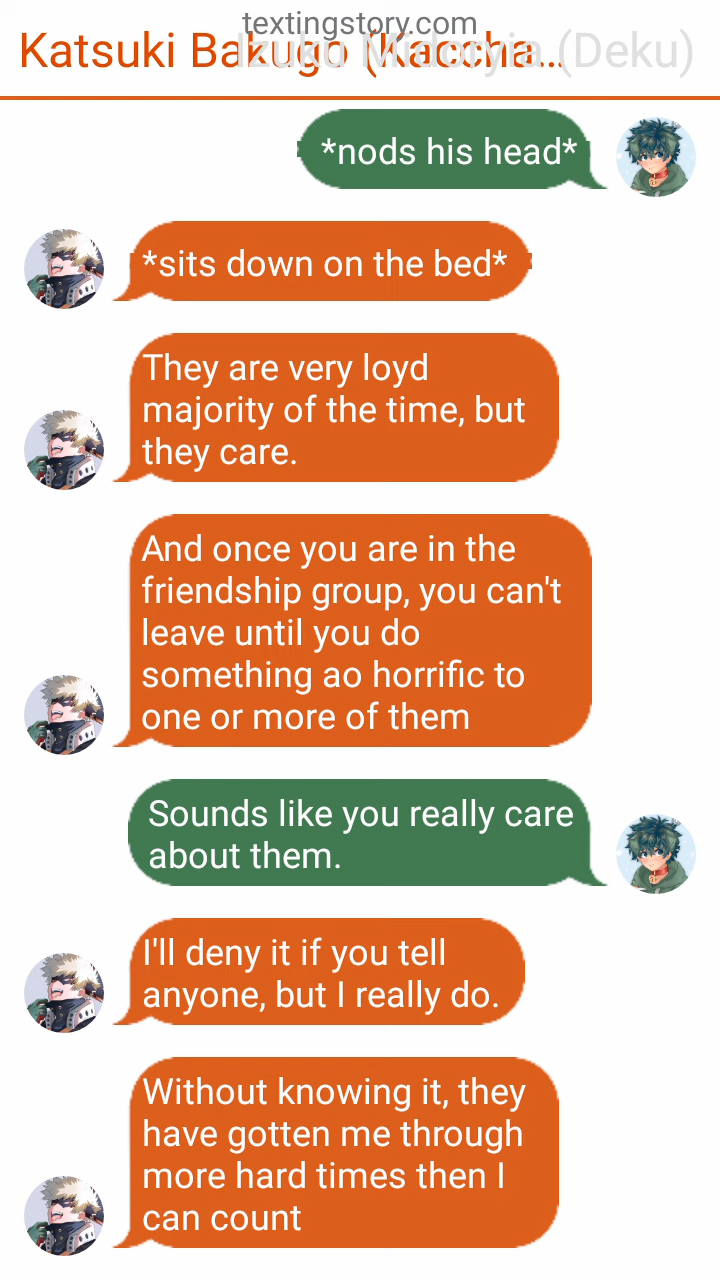 textingstory.com
Katsuki Bakugo (Kaccha...
(Deku)
*nods his head*
*sits down on the bed*
They are very loyd
majority of the time, but
they care.
And once you are in the
friendship group, you can't
leave until you do
something ao horrific to
one or more of them
Sounds like you really care
about them.
I'll deny it if you tell
anyone, but I really do.
Without knowing it, they
have gotten me through
more hard times then I
can count